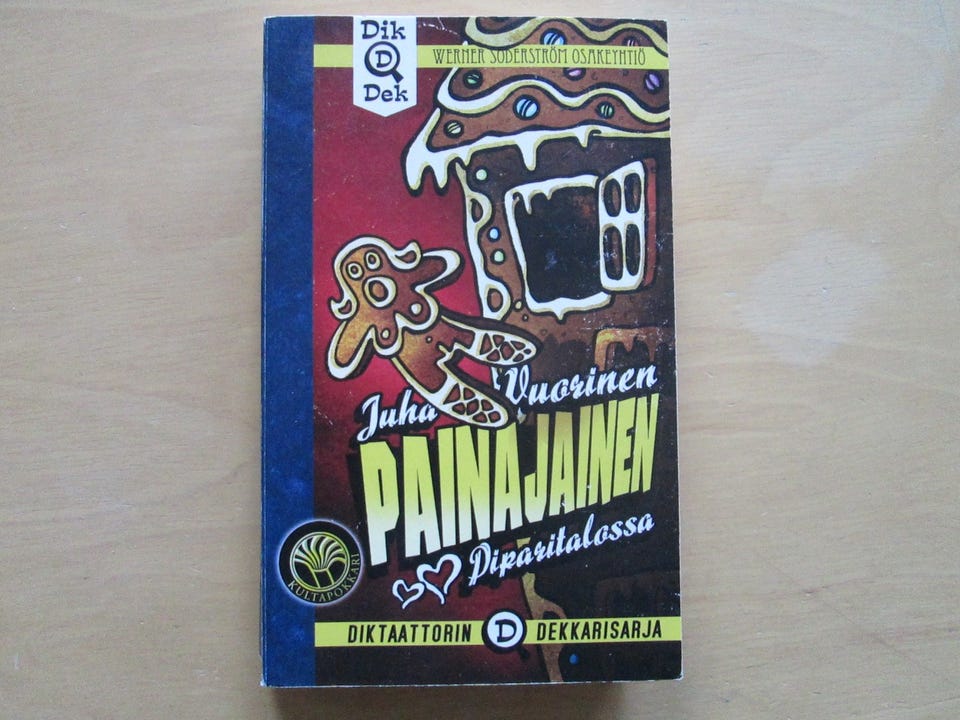 Dik
D
Dek
WERNER SÖDERSTRÖM OSAKEYHTIÖ
Juha Vuorinen
PAINAJAINEN
Piparitalossa
KULTAPOKKARI
DIKTAATTORIN D DEKKARISARJA